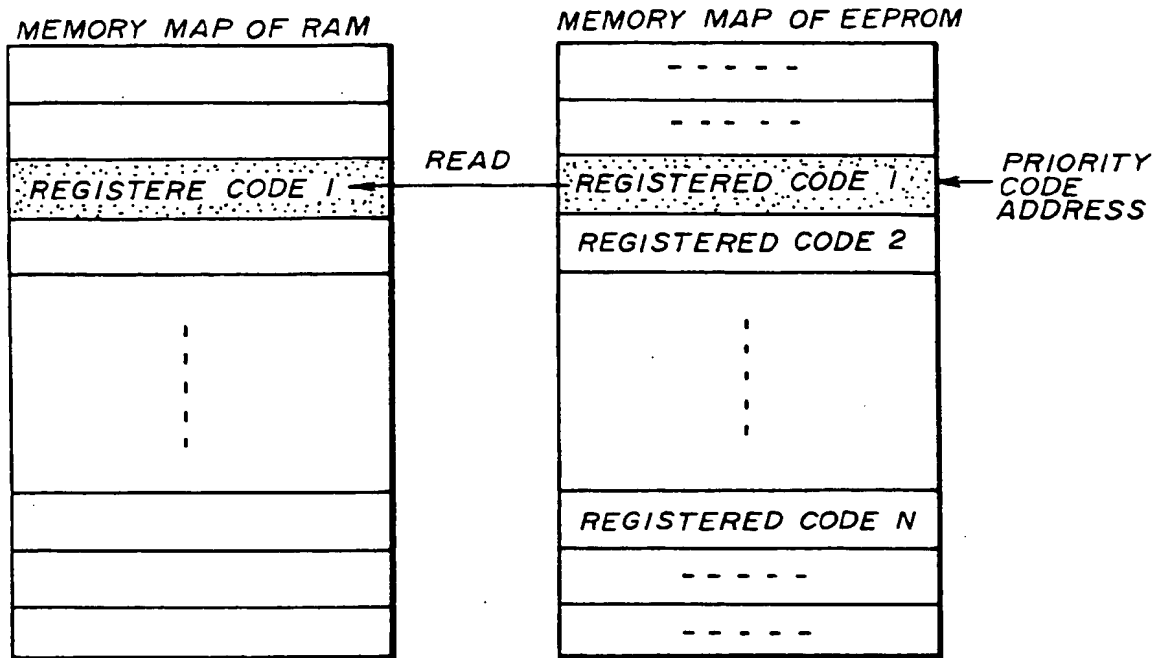 MEMORY MAP OF RAM
MEMORY MAP OF EEPROM
- - - - -
- - - - -
REGISTERE CODE 1
READ
REGISTERED CODE 1
PRIORITY
CODE
ADDRESS
REGISTERED CODE 2
REGISTERED CODE N
- - - - -
- - - - -